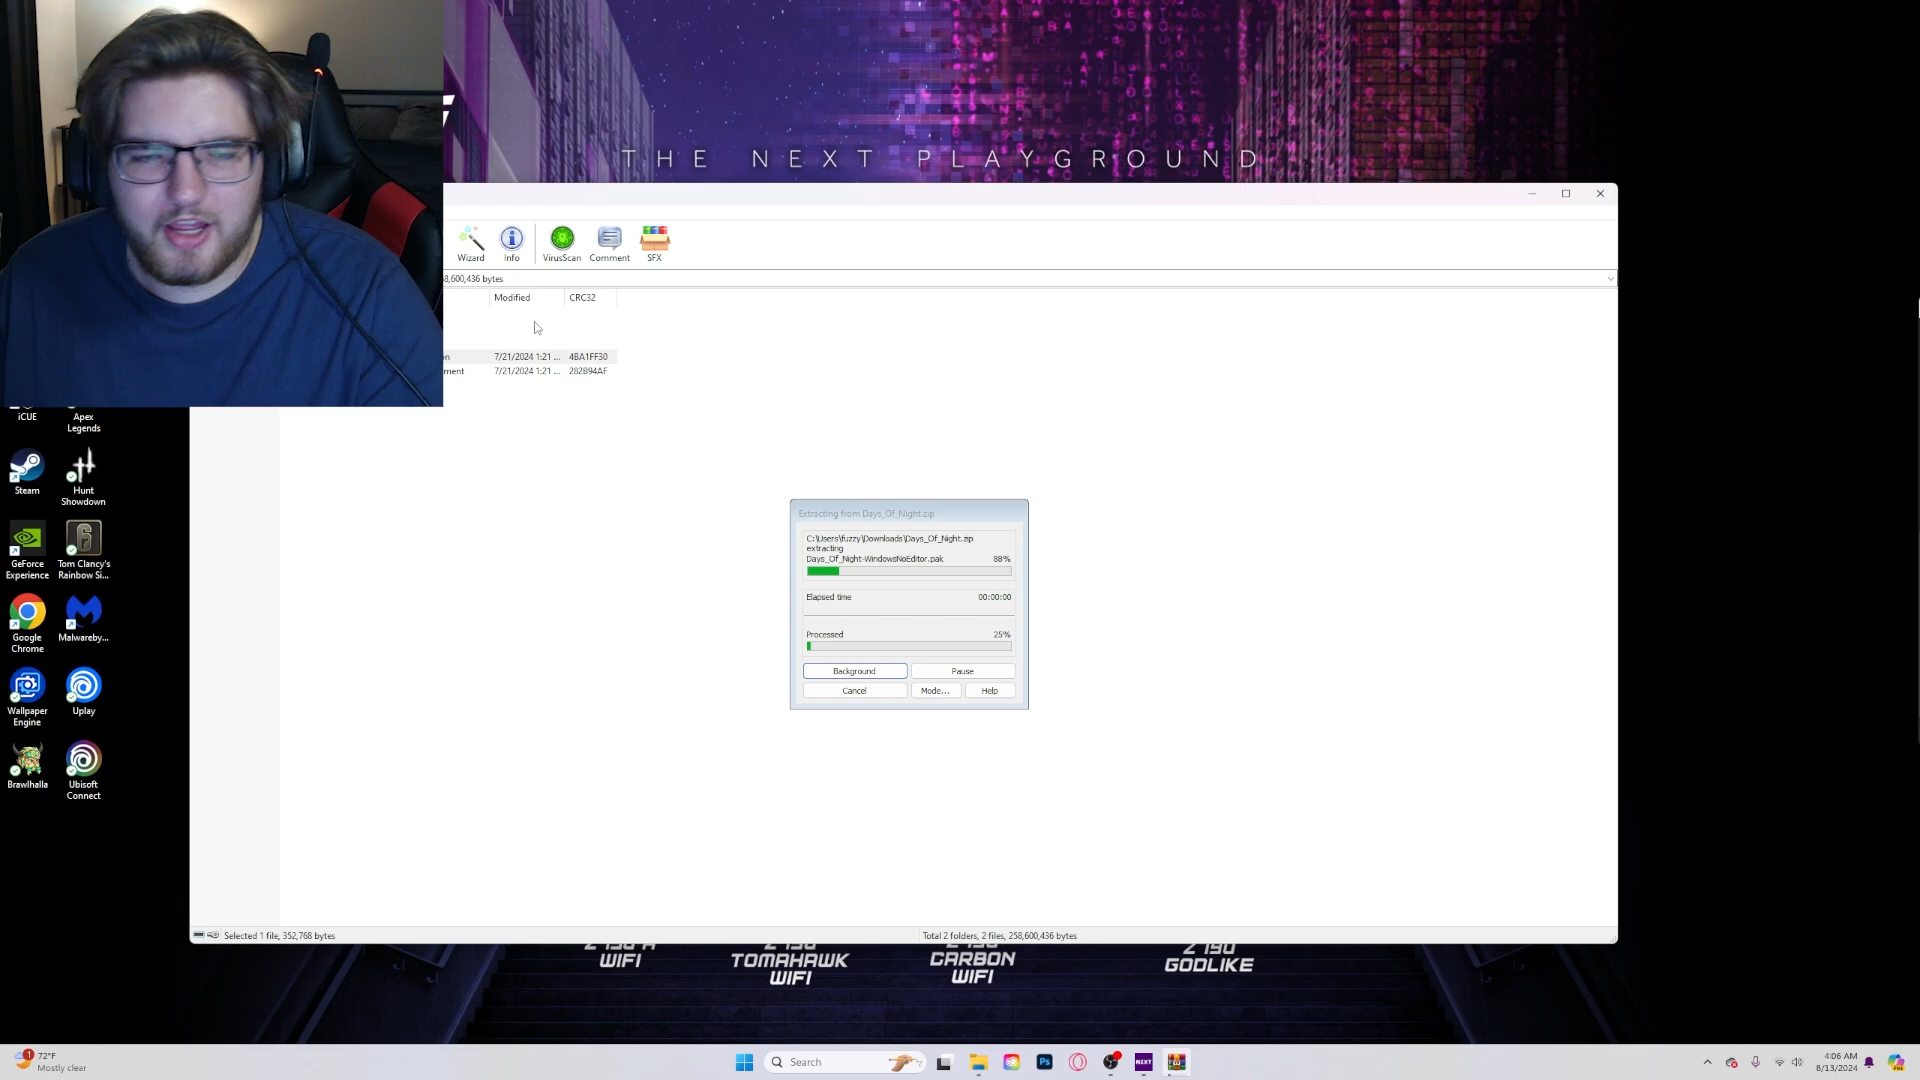 THE NEXT PLAYGROUND
Wizard
Info
VirusScan
Comment
SFX
8,600,436 bytes
Modified
CRC32
7/21/2024 1:21 ...
4BA1FF30
ment
7/21/2024 1:21 ...
282B94AF
iCUE
Apex
Legends
Steam
Hunt
Showdown
GeForce
Experience
Tom Clancy's
Rainbow Si...
Google
Chrome
Malwareby...
Wallpaper
Engine
Uplay
Brawlhalla
Ubisoft
Connect
Extracting from Days_Of_Night.zip
C:\Users\fuzzy\Downloads\Days_Of_Night.zip
extracting
Days_Of_Night-WindowsNoEditor.pak 88%
Elapsed time 00:00:00
Processed 25%
Background
Pause
Cancel
Mode...
Help
Selected 1 file, 352,768 bytes
Total 2 folders, 2 files, 258,600,436 bytes
WIFI
TOMAHAWK
WIFI
CARBON
WIFI
GODLIKE
1
72°F
Mostly clear
Search
Ps
NEXT
4:06 AM
8/13/2024